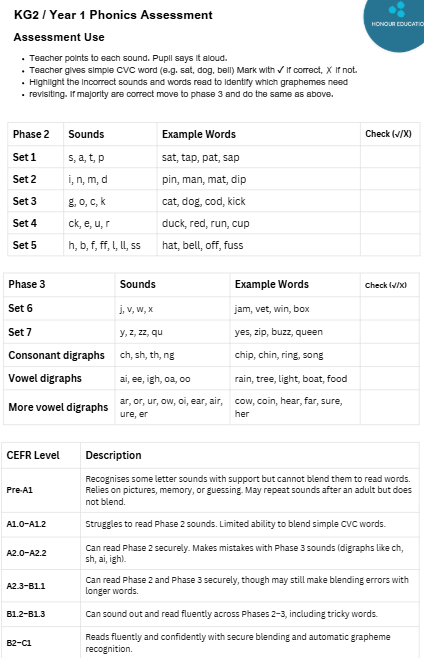 KG2 / Year 1 Phonics Assessment
HONOUR EDUCATIO
Assessment Use
• Teacher points to each sound. Pupil says it aloud.
• Teacher gives simple CVC word (e.g. sat, dog, bell) Mark with ✓ if correct, ✗ if not.
• Highlight the incorrect sounds and words read to identify which graphemes need
• revisiting. If majority are correct move to phase 3 and do the same as above.
Phase 2 Sounds Example Words Check (✓/X)
Set 1 s, a, t, p sat, tap, pat, sap
Set 2 i, n, m, d pin, man, mat, dip
Set 3 g, o, c, k cat, dog, cod, kick
Set 4 ck, e, u, r duck, red, run, cup
Set 5 h, b, f, ff, l, ll, ss hat, bell, off, fuss
Phase 3 Sounds Example Words Check (✓/X)
Set 6 j, v, w, x jam, vet, win, box
Set 7 y, z, zz, qu yes, zip, buzz, queen
Consonant digraphs ch, sh, th, ng chip, chin, ring, song
Vowel digraphs ai, ee, igh, oa, oo rain, tree, light, boat, food
More vowel digraphs ar, or, ur, ow, oi, ear, air, cow, coin, hear, far, sure,
ure, er her
CEFR Level Description
Pre-A1 Recognises some letter sounds with support but cannot blend them to read words.
Relies on pictures, memory, or guessing. May repeat sounds after an adult but does
not blend.
A1.0–A1.2 Struggles to read Phase 2 sounds. Limited ability to blend simple CVC words.
A2.0–A2.2 Can read Phase 2 securely. Makes mistakes with Phase 3 sounds (digraphs like ch,
sh, ai, igh).
A2.3–B1.1 Can read Phase 2 and Phase 3 securely, though may still make blending errors with
longer words.
B1.2–B1.3 Can sound out and read fluently across Phases 2–3, including tricky words.
B2–C1 Reads fluently and confidently with secure blending and automatic grapheme
recognition.